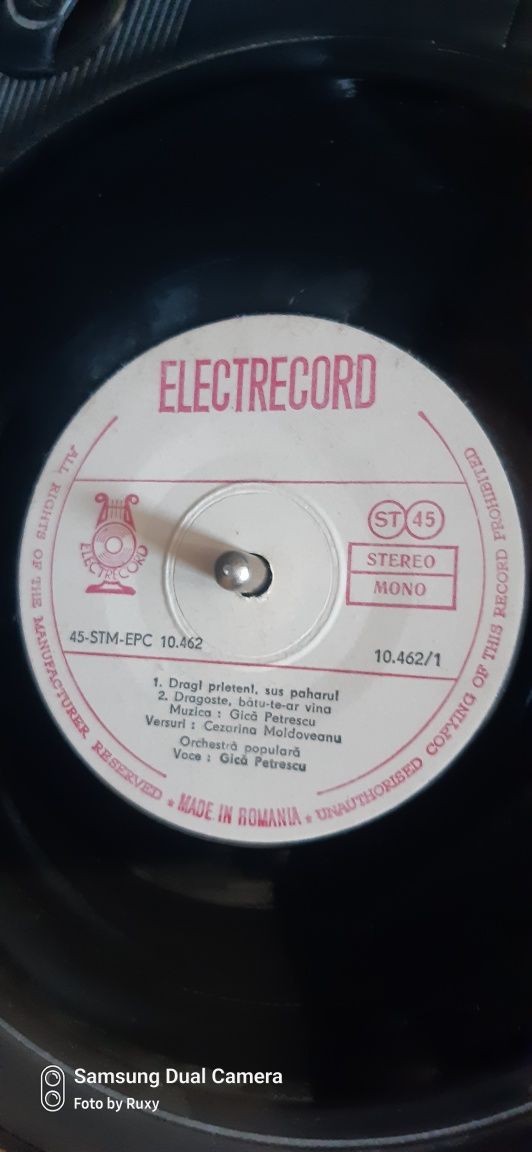 ELECTRECORD
ALL RIGHTS OF THE MANUFACTURER RESERVED ★ MADE IN ROMANIA ★ UNAUTHORISED COPYING OF THIS RECORD PROHIBITED
ST 45
ELECTRECORD
STEREO
MONO
45-STM-EPC 10.462
10.462/1
1. Dragi prieteni, sus paharul
2. Dragoste, bătu-te-ar vina
Muzica : Gică Petrescu
Versuri : Cezarina Moldoveanu
Orchestră populară
Voce : Gică Petrescu
Samsung Dual Camera
Foto by Ruxy